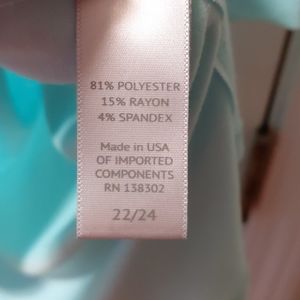 81% POLYESTER
15% RAYON
4% SPANDEX
Made in USA
OF IMPORTED
COMPONENTS
RN 138302
22/24